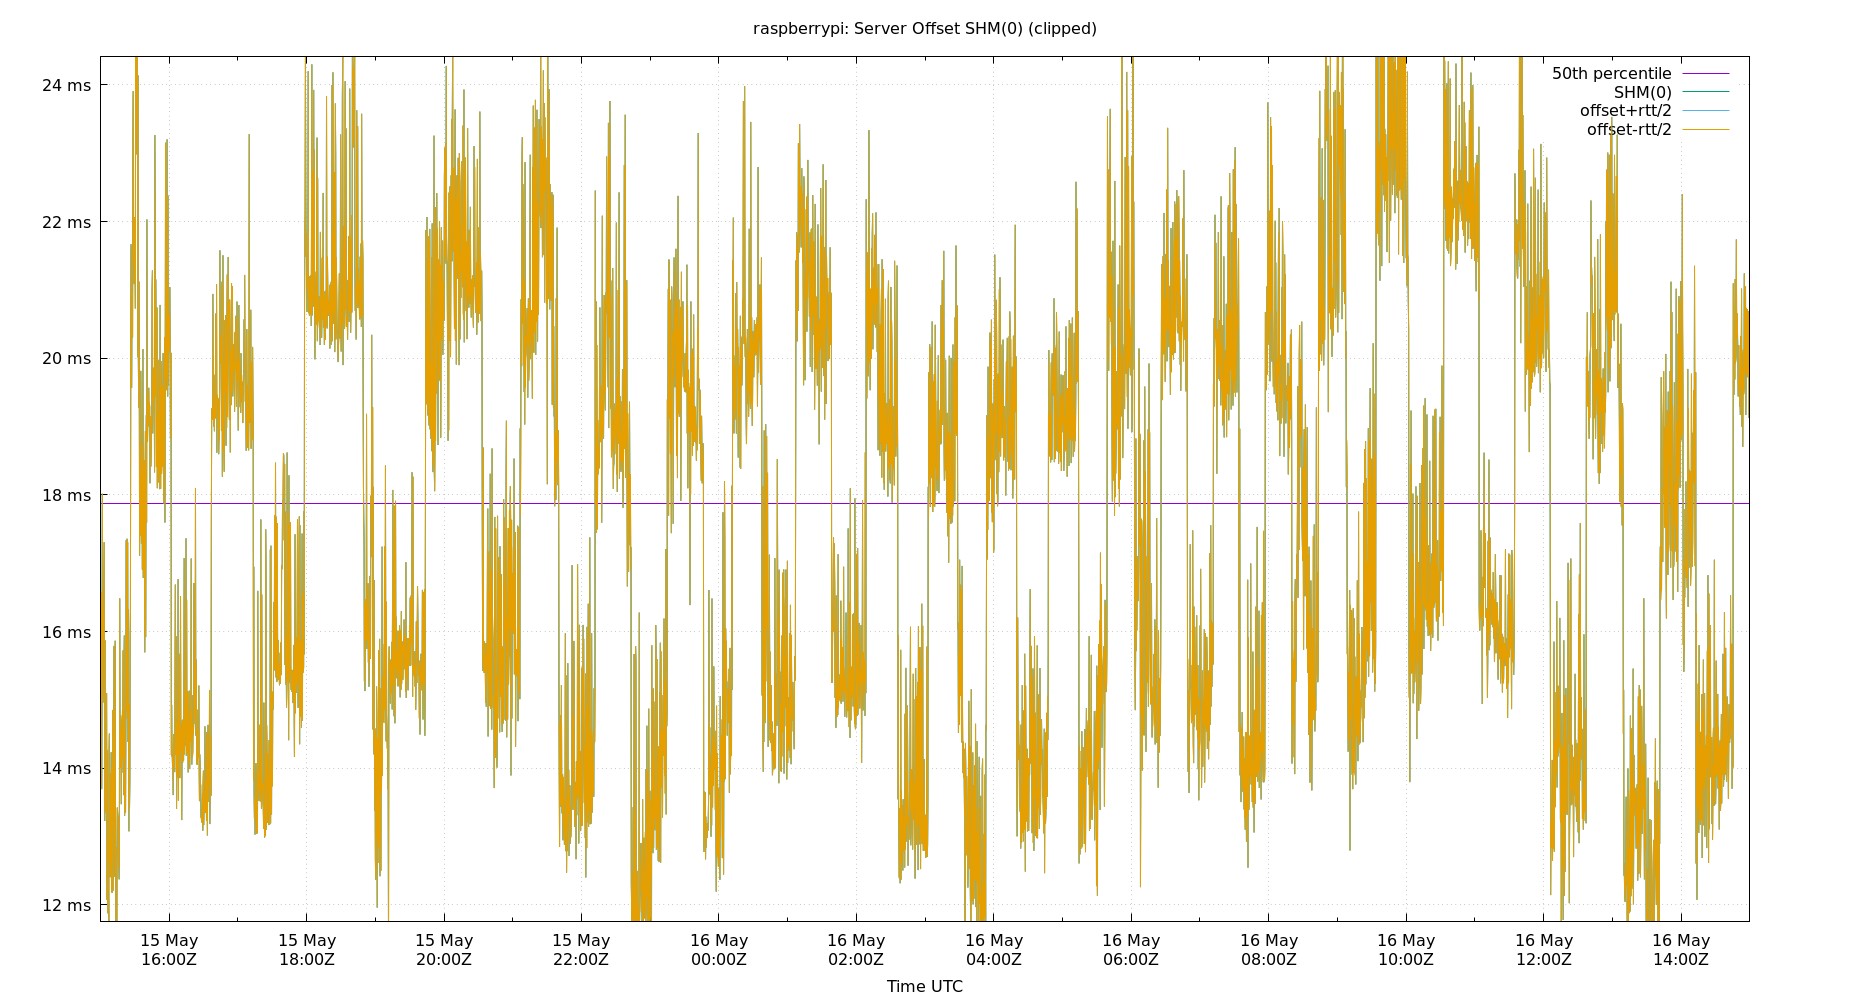 raspberrypi: Server Offset SHM(0) (clipped)
50th percentile
SHM(0)
offset+rtt/2
offset-rtt/2
24 ms
22 ms
20 ms
18 ms
16 ms
14 ms
12 ms
15 May 15 May 15 May 15 May 16 May 16 May 16 May 16 May 16 May 16 May 16 May 16 May
16:00Z 18:00Z 20:00Z 22:00Z 00:00Z 02:00Z 04:00Z 06:00Z 08:00Z 10:00Z 12:00Z 14:00Z
Time UTC